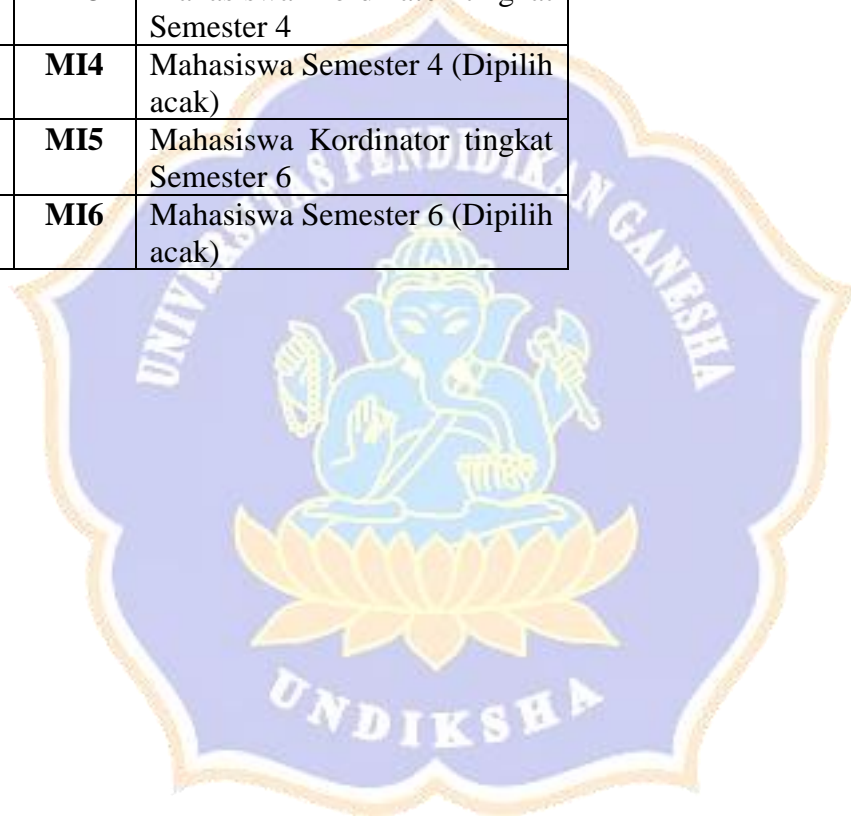 Semester 4
MI4 Mahasiswa Semester 4 (Dipilih
acak)
MI5 Mahasiswa Kordinator tingkat
Semester 6
MI6 Mahasiswa Semester 6 (Dipilih
acak)
UNIVERSITAS PENDIDIKAN GANESHA
UNDIKSHA